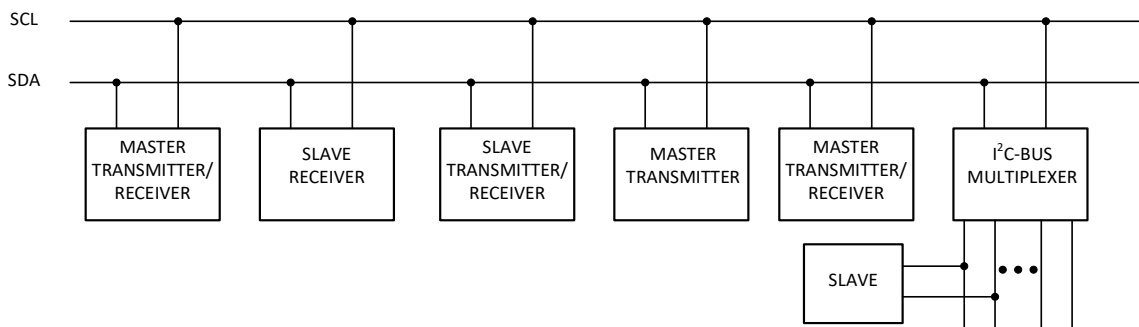 SCL
SDA
MASTER
TRANSMITTER/
RECEIVER
SLAVE
RECEIVER
SLAVE
TRANSMITTER/
RECEIVER
MASTER
TRANSMITTER
MASTER
TRANSMITTER/
RECEIVER
I²C-BUS
MULTIPLEXER
SLAVE